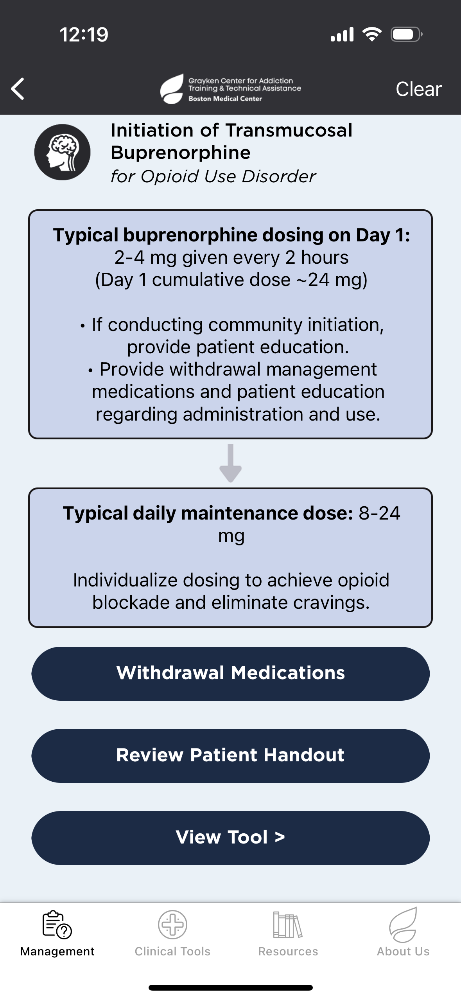 12:19
Grayken Center for Addiction
Training & Technical Assistance
Boston Medical Center
Clear
Initiation of Transmucosal
Buprenorphine
for Opioid Use Disorder
Typical buprenorphine dosing on Day 1:
2-4 mg given every 2 hours
(Day 1 cumulative dose ~24 mg)
• If conducting community initiation,
provide patient education.
• Provide withdrawal management
medications and patient education
regarding administration and use.
Typical daily maintenance dose: 8-24
mg
Individualize dosing to achieve opioid
blockade and eliminate cravings.
Withdrawal Medications
Review Patient Handout
View Tool >
Management
Clinical Tools
Resources
About Us